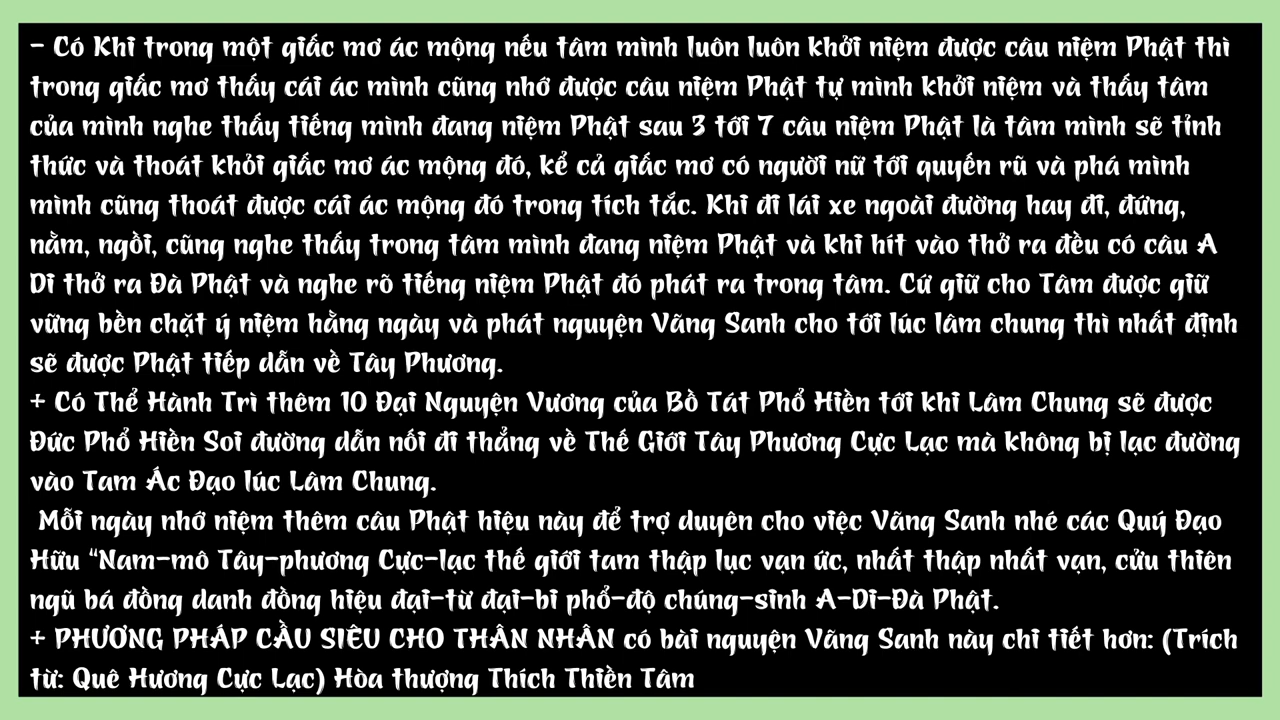 - Có Khi trong một giấc mơ ác mộng nếu tâm mình luôn luôn khởi niệm được câu niệm Phật thì
trong giấc mơ thấy cái ác mình cũng nhớ được câu niệm Phật tự mình khởi niệm và thấy tâm
của mình nghe thấy tiếng mình đang niệm Phật sau 3 tới 7 câu niệm Phật là tâm mình sẽ tỉnh
thức và thoát khỏi giấc mơ ác mộng đó, kể cả giấc mơ có người nữ tới quyến rũ và phá mình
mình cũng thoát được cái ác mộng đó trong tích tắc. Khi đi lái xe ngoài đường hay đi, đứng,
nằm, ngồi, cũng nghe thấy trong tâm mình đang niệm Phật và khi hít vào thở ra đều có câu A
Di thở ra Đà Phật và nghe rõ tiếng niệm Phật đó phát ra trong tâm. Cứ giữ cho Tâm được giữ
vững bền chặt ý niệm hằng ngày và phát nguyện Vãng Sanh cho tới lúc lâm chung thì nhất định
sẽ được Phật tiếp dẫn về Tây Phương.
+ Có Thể Hành Trì thêm 10 Đại Nguyện Vương của Bồ Tát Phổ Hiền tới khi Lâm Chung sẽ được
Đức Phổ Hiền Soi đường dẫn nối đi thẳng về Thế Giới Tây Phương Cực Lạc mà không bị lạc đường
vào Tam Ác Đạo lúc Lâm Chung.
Mỗi ngày nhớ niệm thêm câu Phật hiệu này để trợ duyên cho việc Vãng Sanh nhé các Quý Đạo
Hữu “Nam-mô Tây-phương Cực-lạc thế giới tam thập lục vạn ức, nhất thập nhất vạn, cửu thiên
ngũ bá đồng danh đồng hiệu đại-từ đại-bi phổ-độ chúng-sinh A-Di-Đà Phật.
+ PHƯƠNG PHÁP CẦU SIÊU CHO THÂN NHÂN có bài nguyện Vãng Sanh này chi tiết hơn: (Trích
từ: Quê Hương Cực Lạc) Hòa thượng Thích Thiền Tâm